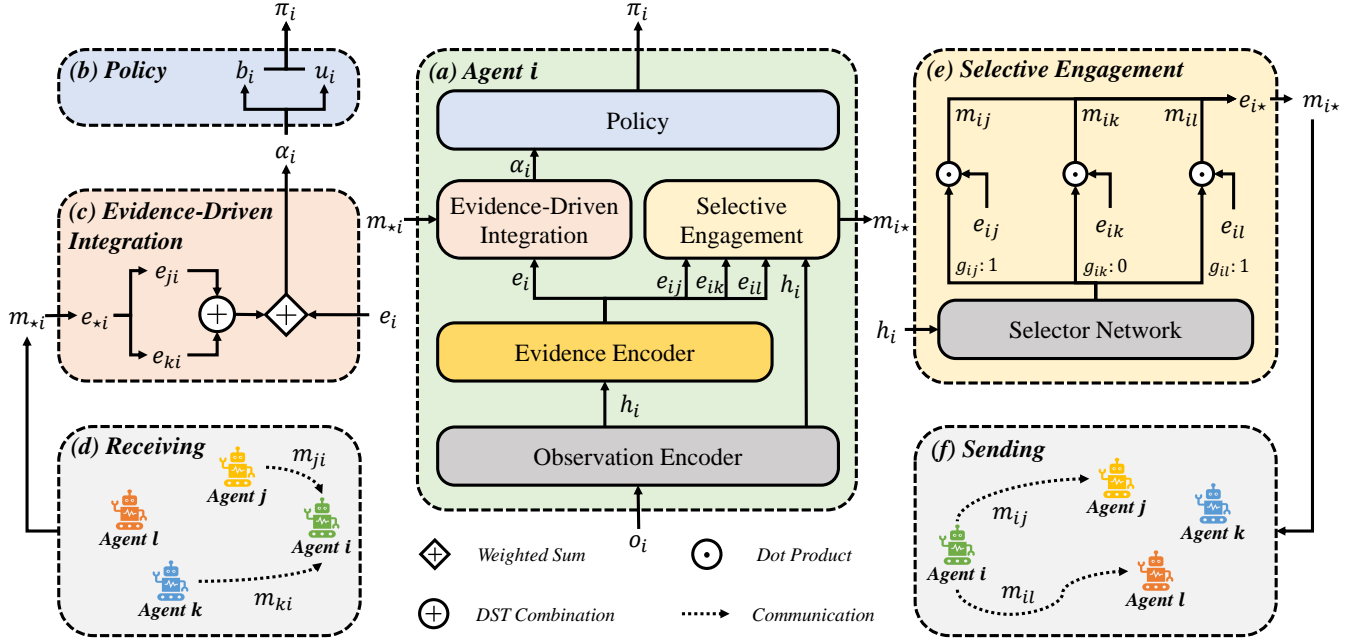 π_i
(b) Policy
b_i
u_i
α_i
(c) Evidence-Driven
Integration
e_ji
m_⋆i
e_⋆i
e_ki
e_i
(d) Receiving
m_ji
Agent j
Agent l
Agent i
Agent k
m_ki
π_i
(a) Agent i
Policy
α_i
m_⋆i
Evidence-Driven
Integration
Selective
Engagement
m_i⋆
e_i
e_ij e_ik e_il
h_i
Evidence Encoder
h_i
Observation Encoder
o_i
Weighted Sum
Dot Product
DST Combination
Communication
(e) Selective Engagement
e_i⋆
m_i⋆
m_ij
m_ik
m_il
e_ij
e_ik
e_il
g_ij: 1
g_ik: 0
g_il: 1
h_i
Selector Network
(f) Sending
m_ij
Agent j
Agent k
Agent i
m_il
Agent l